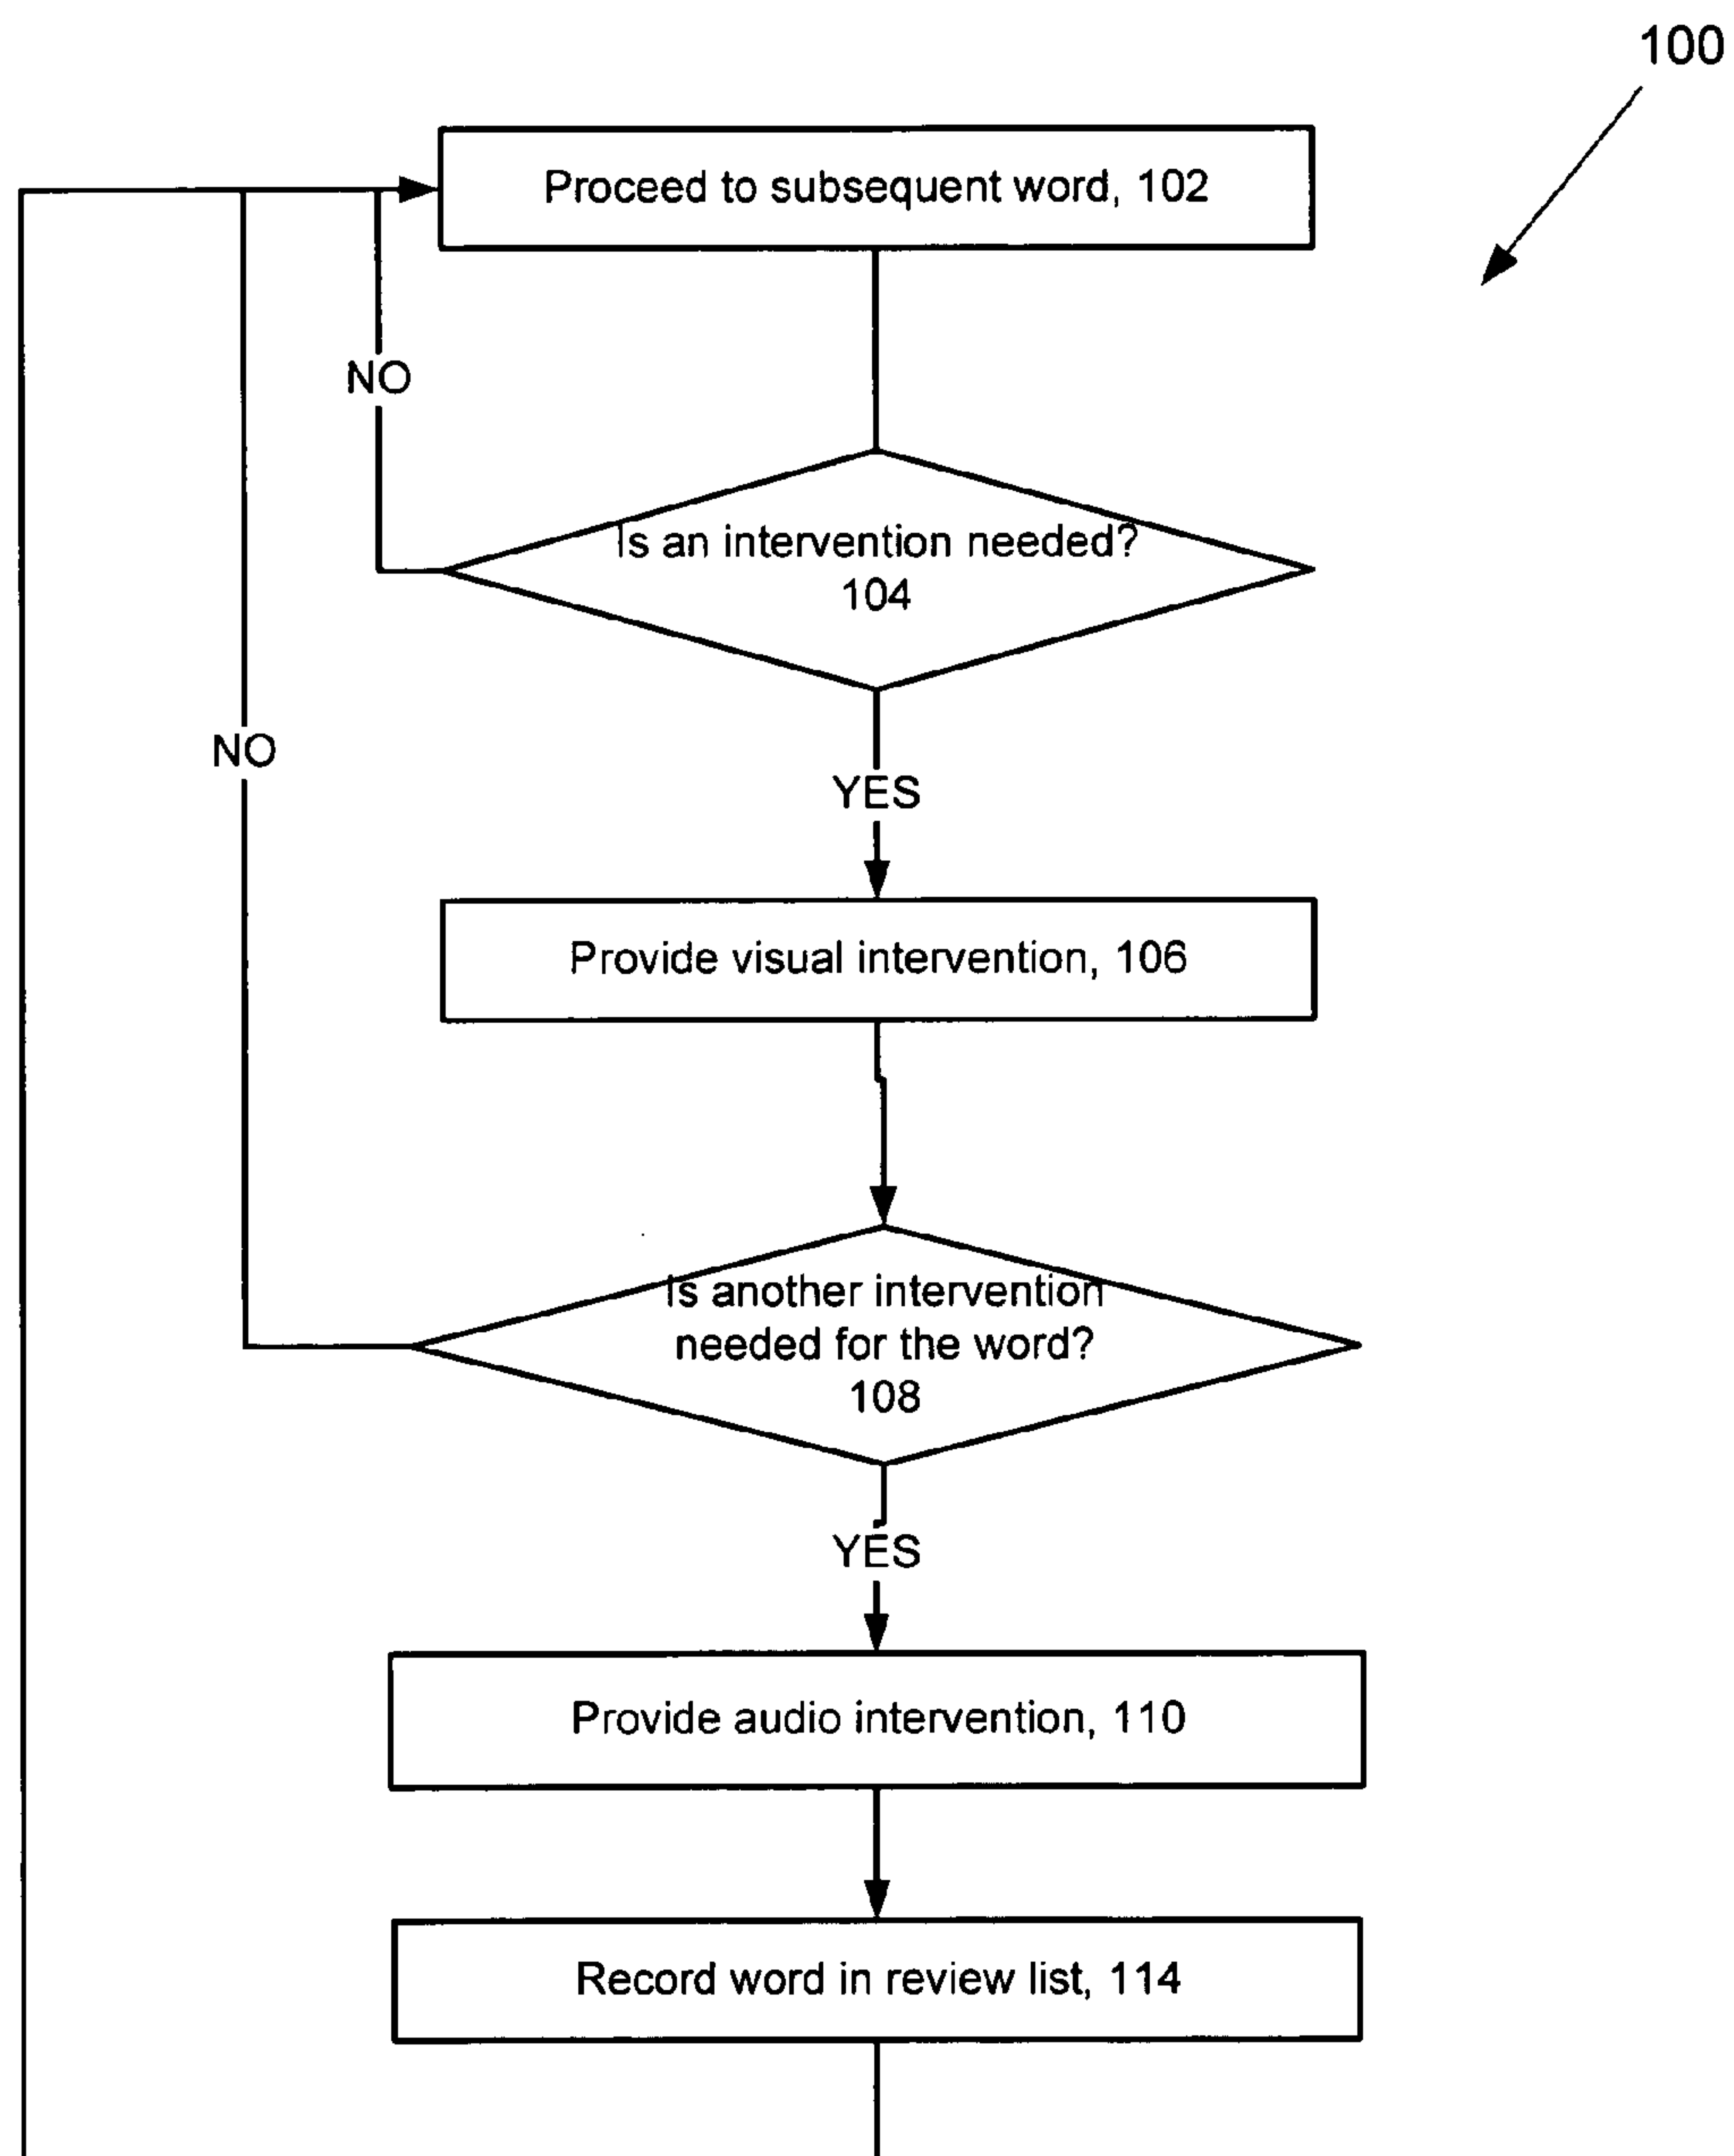 100
Proceed to subsequent word, 102
NO
Is an intervention needed?
104
NO
YES
Provide visual intervention, 106
Is another intervention
needed for the word?
108
YES
Provide audio intervention, 110
Record word in review list, 114